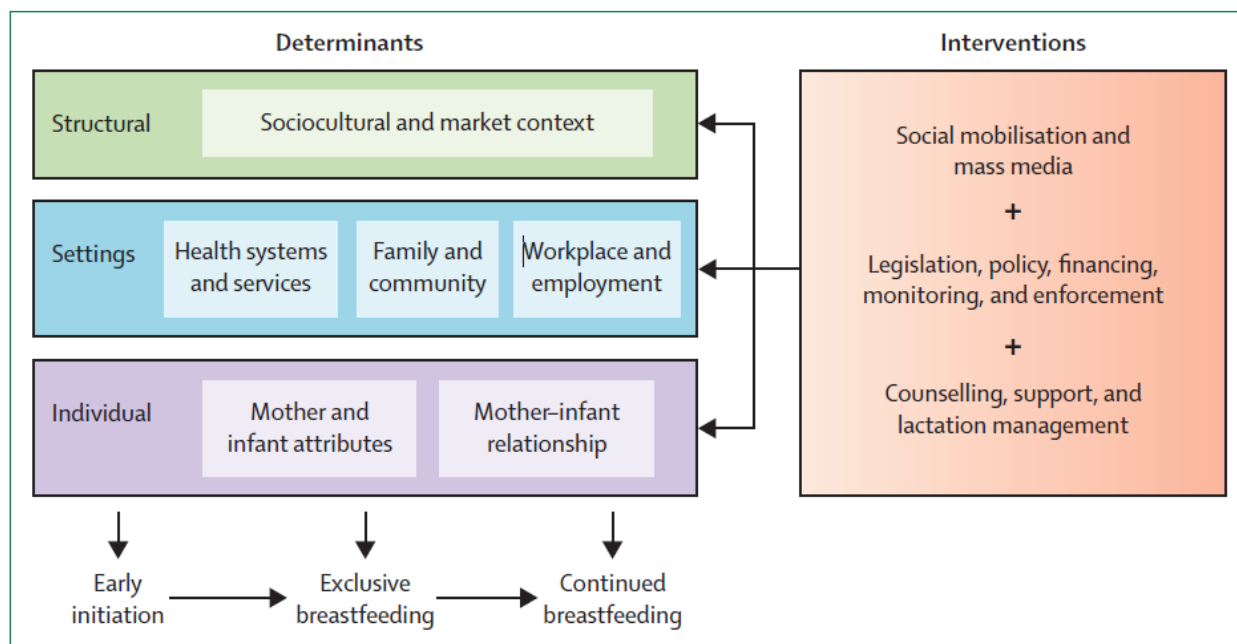 Determinants
Interventions
Structural
Sociocultural and market context
Settings
Health systems
and services
Family and
community
Workplace and
employment
Individual
Mother and
infant attributes
Mother–infant
relationship
Social mobilisation and
mass media
+
Legislation, policy, financing,
monitoring, and enforcement
+
Counselling, support, and
lactation management
Early
initiation
Exclusive
breastfeeding
Continued
breastfeeding